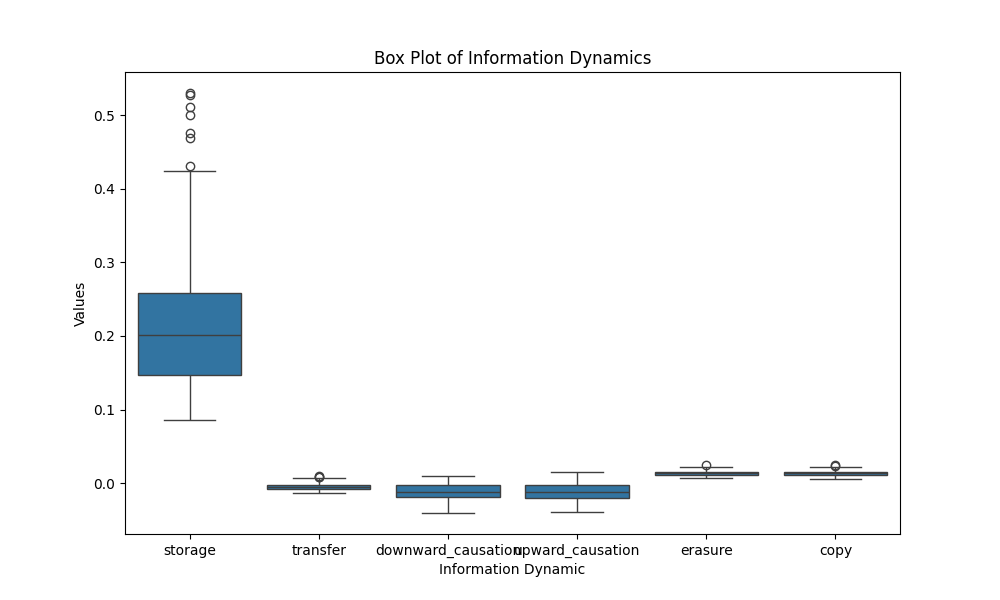 Box Plot of Information Dynamics
0.5
0.4
0.3
0.2
0.1
0.0
Values
storage transfer downward_causation upward_causation erasure copy
Information Dynamic